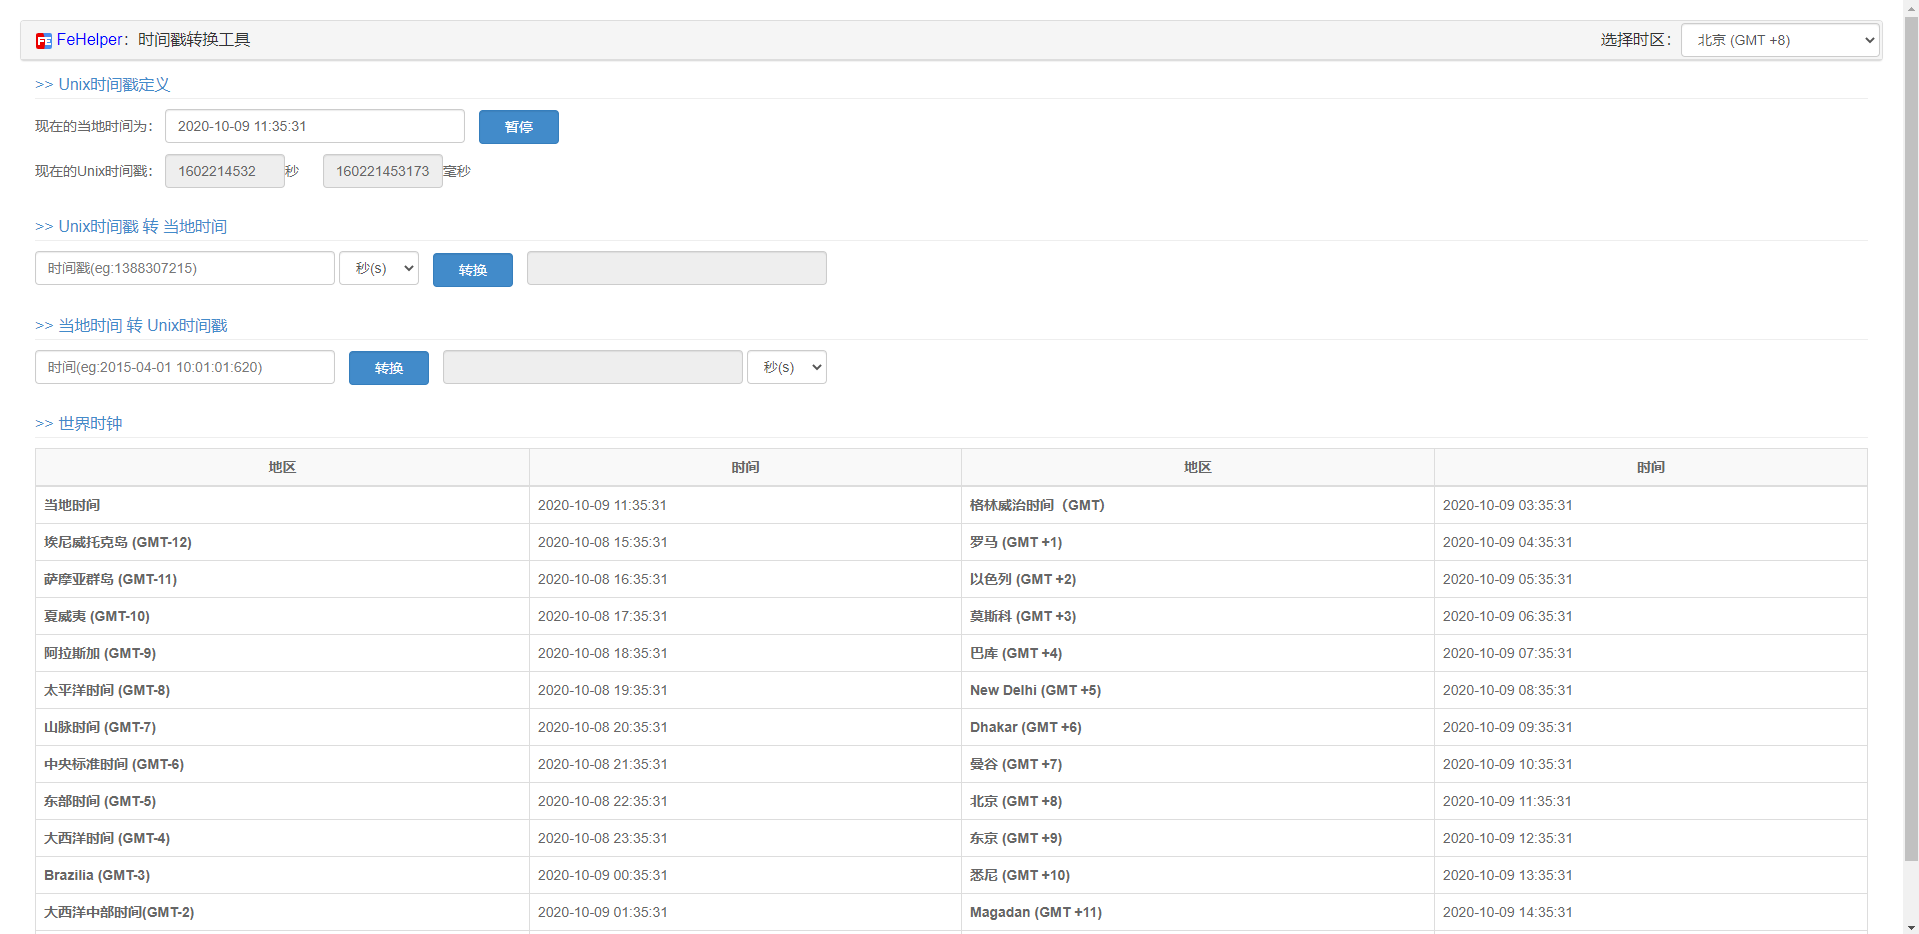 FeHelper：时间戳转换工具 选择时区： 北京 (GMT +8)
>> Unix时间戳定义
现在的当地时间为： 2020-10-09 11:35:31 暂停
现在的Unix时间戳： 1602214532 秒 160221453173 毫秒
>> Unix时间戳 转 当地时间
时间戳(eg:1388307215) 秒(s) 转换
>> 当地时间 转 Unix时间戳
时间(eg:2015-04-01 10:01:01:620) 转换 秒(s)
>> 世界时钟
地区 时间 地区 时间
当地时间 2020-10-09 11:35:31 格林威治时间（GMT） 2020-10-09 03:35:31
埃尼威托克岛 (GMT-12) 2020-10-08 15:35:31 罗马 (GMT +1) 2020-10-09 04:35:31
萨摩亚群岛 (GMT-11) 2020-10-08 16:35:31 以色列 (GMT +2) 2020-10-09 05:35:31
夏威夷 (GMT-10) 2020-10-08 17:35:31 莫斯科 (GMT +3) 2020-10-09 06:35:31
阿拉斯加 (GMT-9) 2020-10-08 18:35:31 巴库 (GMT +4) 2020-10-09 07:35:31
太平洋时间 (GMT-8) 2020-10-08 19:35:31 New Delhi (GMT +5) 2020-10-09 08:35:31
山脉时间 (GMT-7) 2020-10-08 20:35:31 Dhakar (GMT +6) 2020-10-09 09:35:31
中央标准时间 (GMT-6) 2020-10-08 21:35:31 曼谷 (GMT +7) 2020-10-09 10:35:31
东部时间 (GMT-5) 2020-10-08 22:35:31 北京 (GMT +8) 2020-10-09 11:35:31
大西洋时间 (GMT-4) 2020-10-08 23:35:31 东京 (GMT +9) 2020-10-09 12:35:31
Brazilia (GMT-3) 2020-10-09 00:35:31 悉尼 (GMT +10) 2020-10-09 13:35:31
大西洋中部时间(GMT-2) 2020-10-09 01:35:31 Magadan (GMT +11) 2020-10-09 14:35:31